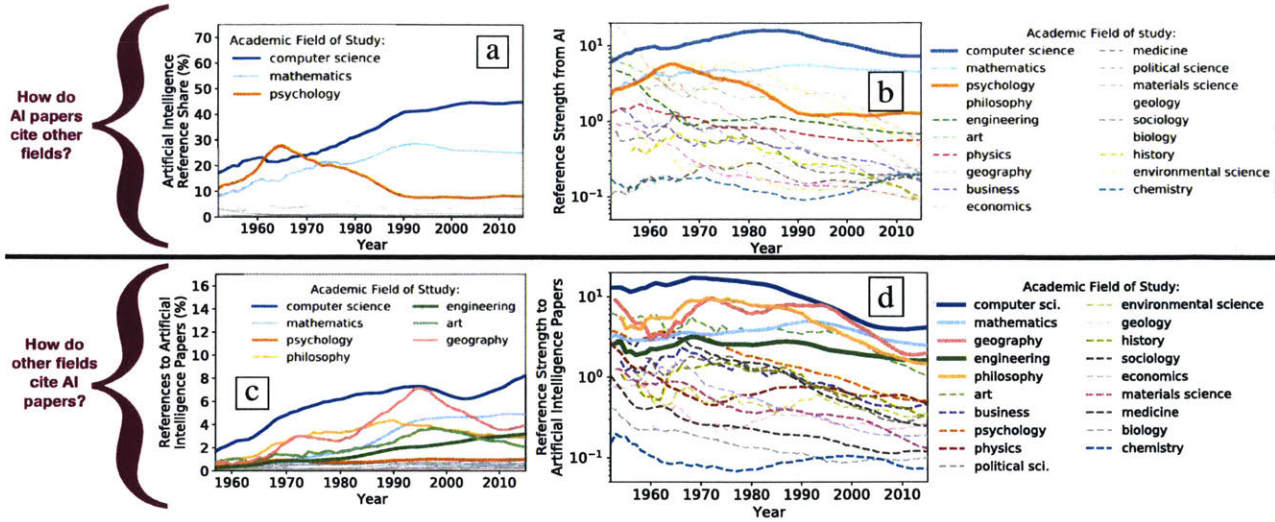 How do
AI papers
cite other
fields?
Artificial Intelligence
Reference Share (%)
70
60
50
40
30
20
10
0
Academic Field of Study:
computer science
mathematics
psychology
a
1960 1970 1980 1990 2000 2010
Year
Reference Strength from AI
10¹
10⁰
10⁻¹
b
1960 1970 1980 1990 2000 2010
Year
Academic Field of Study:
computer science
mathematics
psychology
philosophy
engineering
art
physics
geography
business
economics
medicine
political science
materials science
geology
sociology
biology
history
environmental science
chemistry
How do
other fields
cite AI
papers?
References to Artificial
Intelligence Papers (%)
16
14
12
10
8
6
4
2
0
Academic Field of Study:
computer science
mathematics
psychology
philosophy
engineering
art
geography
c
1960 1970 1980 1990 2000 2010
Year
Reference Strength to
Artificial Intelligence Papers
10¹
10⁰
10⁻¹
d
1960 1970 1980 1990 2000 2010
Year
Academic Field of Study:
computer sci.
mathematics
geography
engineering
philosophy
art
business
psychology
physics
political sci.
environmental science
geology
history
sociology
economics
materials science
medicine
biology
chemistry